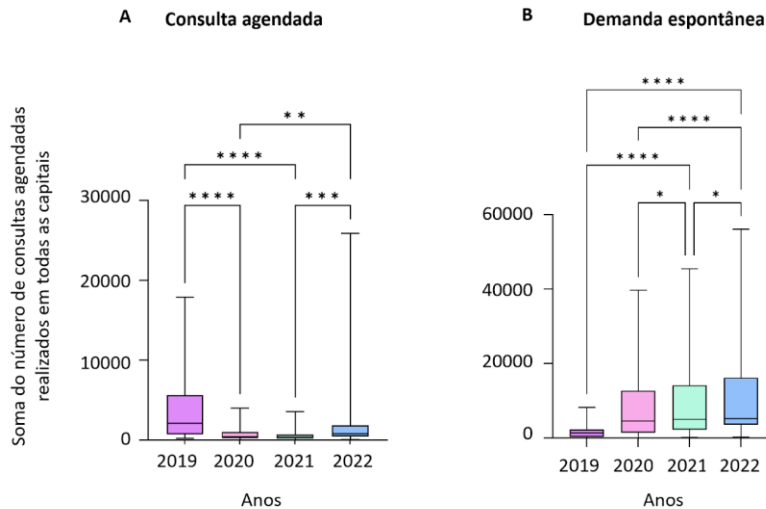 A Consulta agendada
Soma do número de consultas agendadas
realizados em todas as capitais
30000
20000
10000
0
* *
* * * *
* * * *
* * *
2019 2020 2021 2022
Anos
B Demanda espontânea
60000
40000
20000
0
* * * *
* * * *
* * * *
*
*
2019 2020 2021 2022
Anos